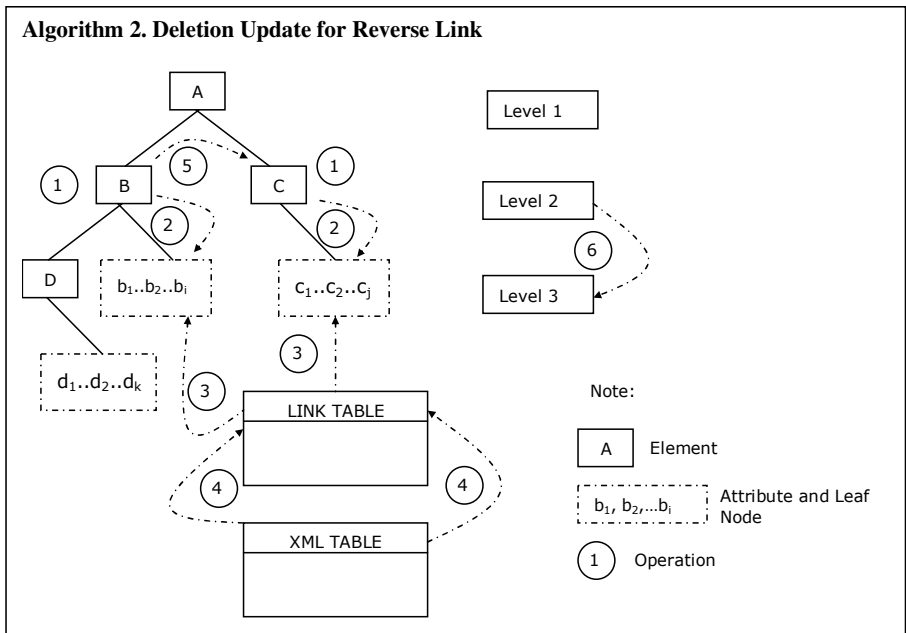 Algorithm 2. Deletion Update for Reverse Link
A
Level 1
5
1
B
C
1
Level 2
2
2
6
D
b₁..b₂..bᵢ
c₁..c₂..cⱼ
Level 3
3
d₁..d₂..dₖ
3
LINK TABLE
Note:
A
Element
4
4
b₁, b₂,...bᵢ
Attribute and Leaf
Node
XML TABLE
1
Operation